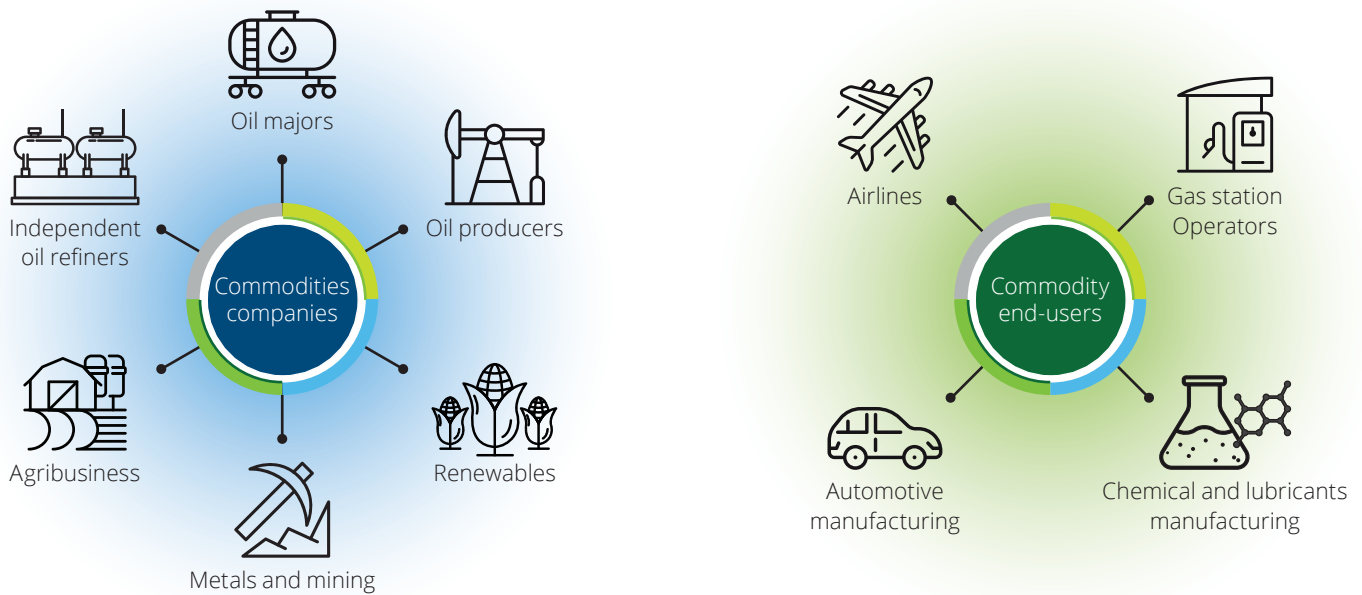 Oil majors
Independent
oil refiners
Oil producers
Commodities
companies
Agribusiness
Renewables
Metals and mining
Airlines
Gas station
Operators
Commodity
end-users
Automotive
manufacturing
Chemical and lubricants
manufacturing